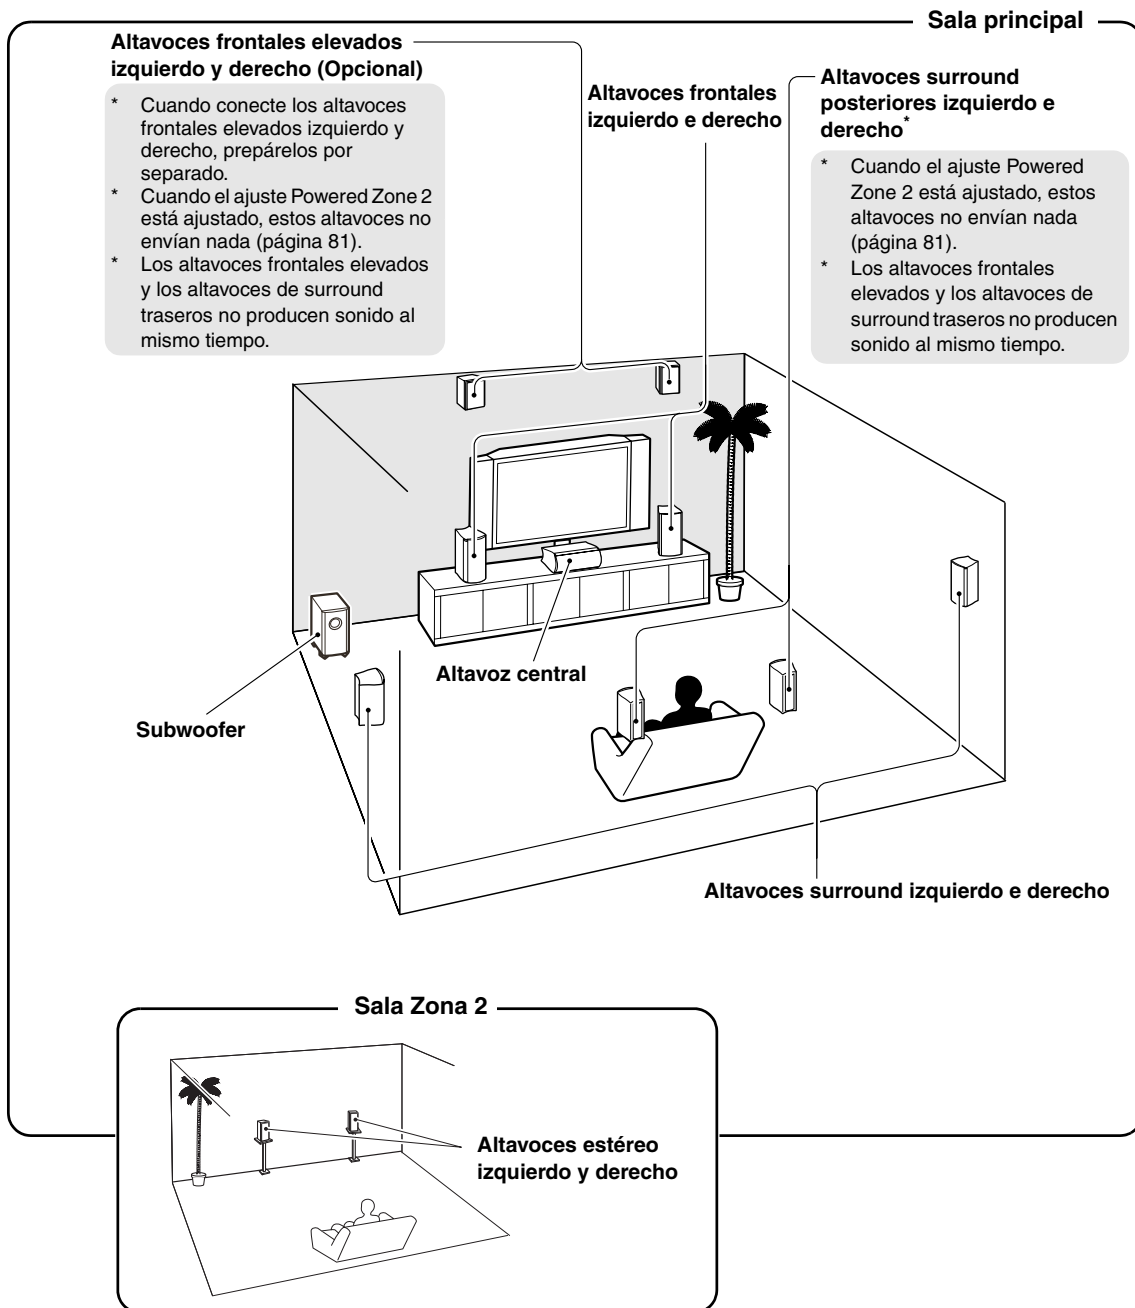 Sala principal
Altavoces frontales elevados
izquierdo y derecho (Opcional)
* Cuando conecte los altavoces
frontales elevados izquierdo y
derecho, prepárelos por
separado.
* Cuando el ajuste Powered Zone 2
está ajustado, estos altavoces no
envían nada (página 81).
* Los altavoces frontales elevados
y los altavoces de surround
traseros no producen sonido al
mismo tiempo.
Altavoces frontales
izquierdo e derecho
Altavoces surround
posteriores izquierdo e
derecho*
* Cuando el ajuste Powered
Zone 2 está ajustado, estos
altavoces no envían nada
(página 81).
* Los altavoces frontales
elevados y los altavoces de
surround traseros no producen
sonido al mismo tiempo.
Altavoz central
Subwoofer
Altavoces surround izquierdo e derecho
Sala Zona 2
Altavoces estéreo
izquierdo y derecho